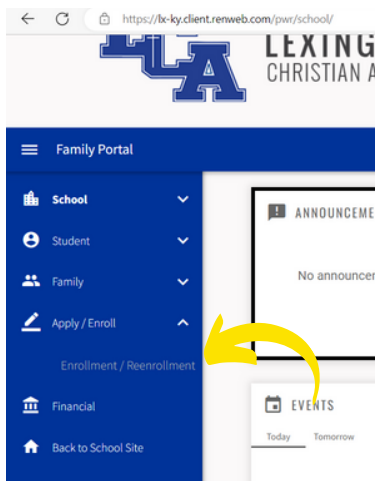 https://lx-ky.client.renweb.com/pwr/school/
LCA
LEXING
CHRISTIAN A
Family Portal
School
ANNOUNCEME
Student
Family
No announcer
Apply / Enroll
Enrollment / Reenrollment
Financial
EVENTS
Today Tomorrow
Back to School Site